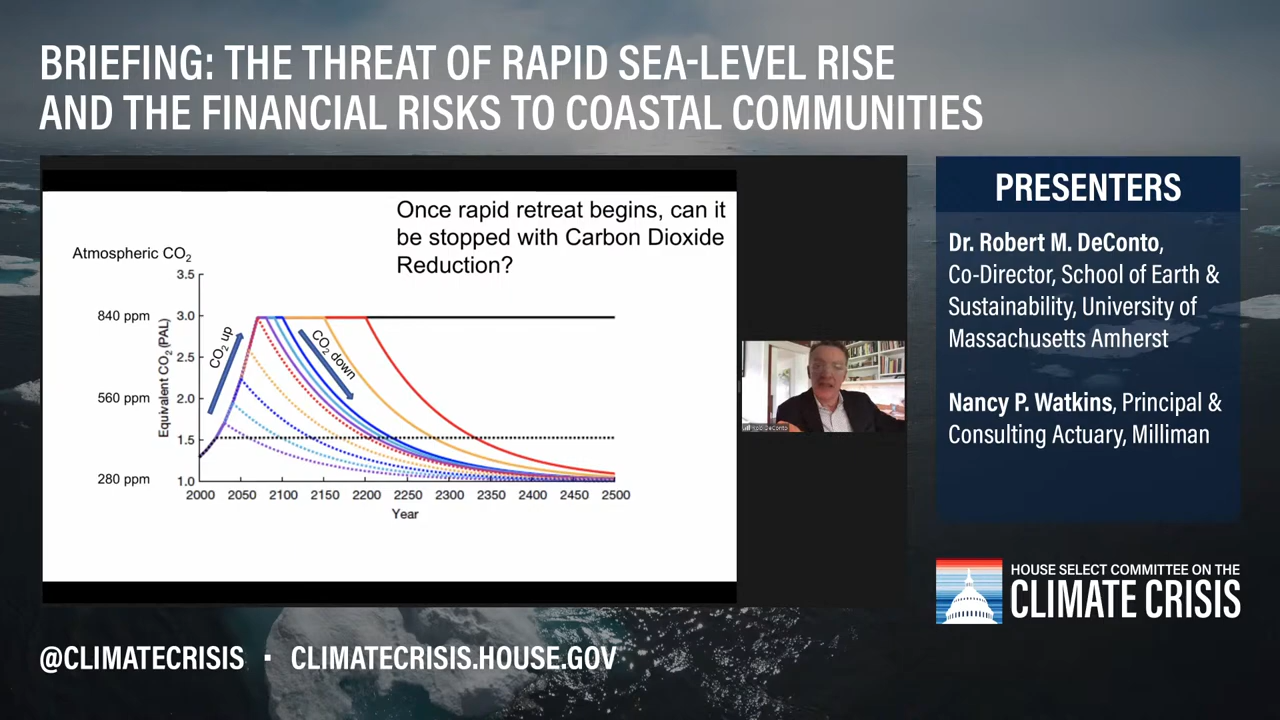 BRIEFING: THE THREAT OF RAPID SEA-LEVEL RISE
AND THE FINANCIAL RISKS TO COASTAL COMMUNITIES
Once rapid retreat begins, can it
be stopped with Carbon Dioxide
Reduction?
Atmospheric CO₂
3.5
840 ppm
3.0
2.5
560 ppm
2.0
1.5
280 ppm
1.0
Equivalent CO₂ (PAL)
CO₂ up
CO₂ down
2000 2050 2100 2150 2200 2250 2300 2350 2400 2450 2500
Year
Rob DeConto
PRESENTERS
Dr. Robert M. DeConto,
Co-Director, School of Earth &
Sustainability, University of
Massachusetts Amherst
Nancy P. Watkins, Principal &
Consulting Actuary, Milliman
HOUSE SELECT COMMITTEE ON THE
CLIMATE CRISIS
@CLIMATECRISIS · CLIMATECRISIS.HOUSE.GOV